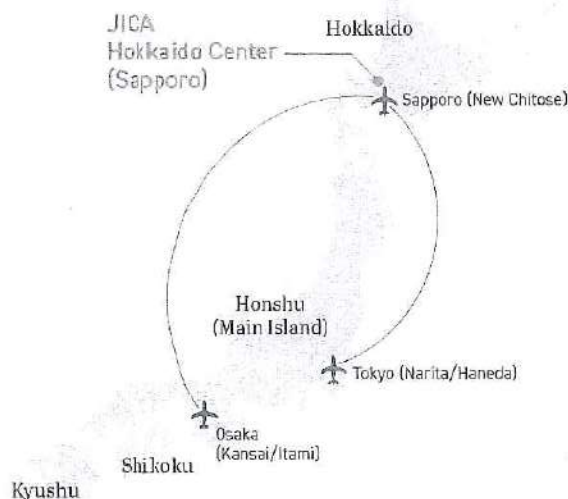 JICA
Hokkaido Center
(Sapporo)
Hokkaido
Sapporo (New Chitose)
Honshu
(Main Island)
Tokyo (Narita/Haneda)
Osaka
(Kansai/Itami)
Shikoku
Kyushu